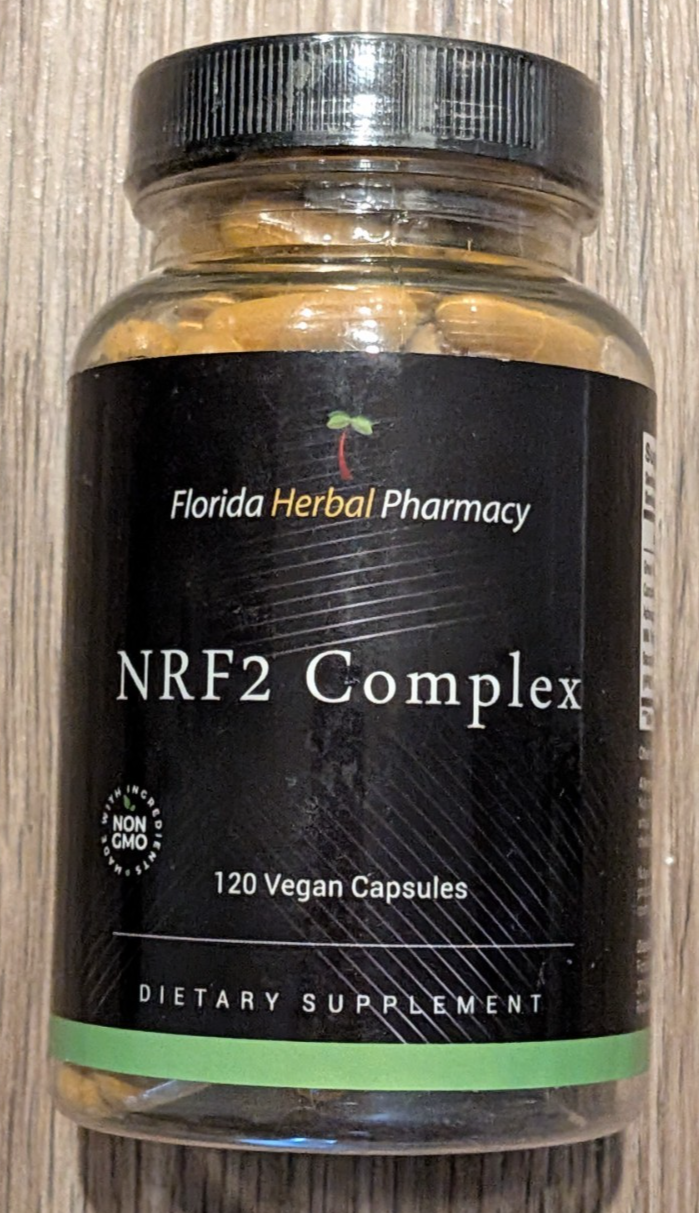 Florida Herbal Pharmacy
NRF2 Complex
MADE WITH INGREDIENTS
NON
GMO
120 Vegan Capsules
DIETARY SUPPLEMENT